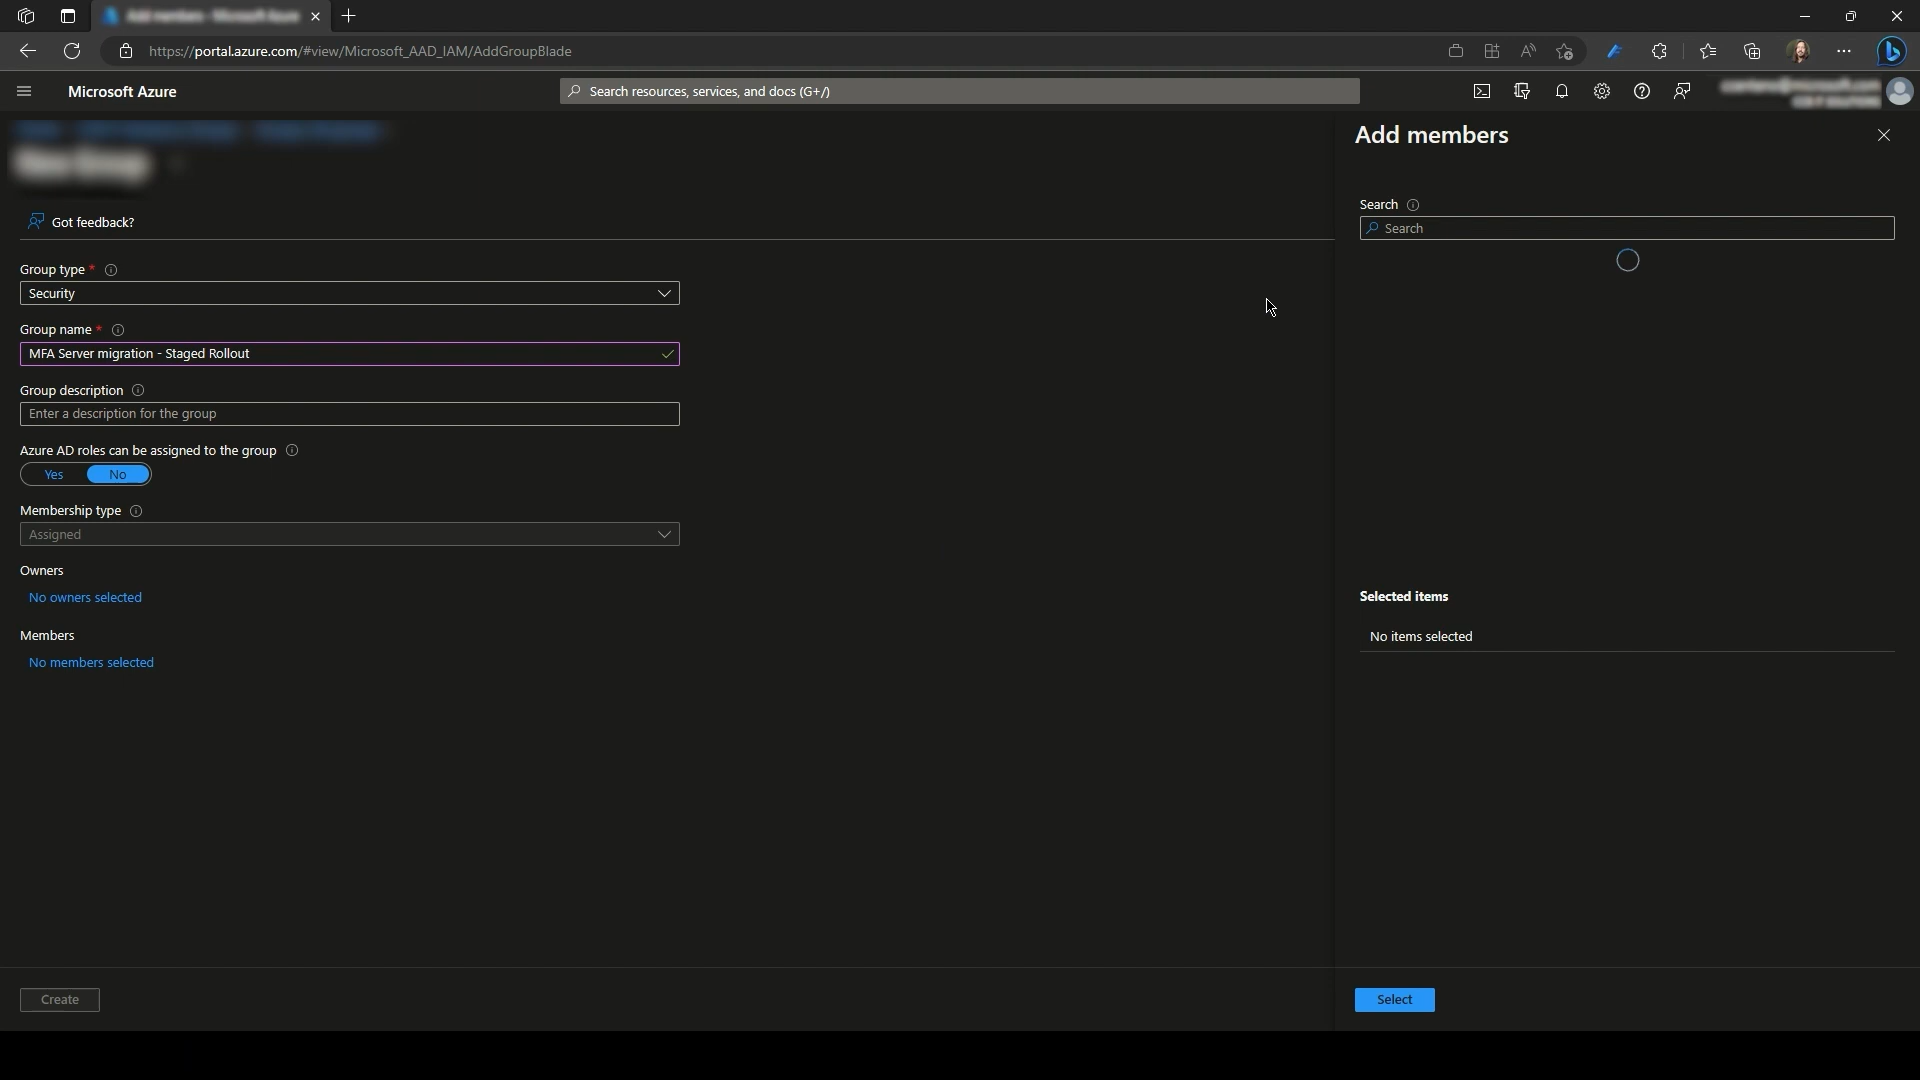 https://portal.azure.com/#view/Microsoft_AAD_IAM/AddGroupBlade
Microsoft Azure
Search resources, services, and docs (G+/)
Add members
Got feedback?
Search
Search
Group type *
Security
Group name *
MFA Server migration - Staged Rollout
Group description
Enter a description for the group
Azure AD roles can be assigned to the group
Yes No
Membership type
Assigned
Owners
No owners selected
Members
No members selected
Selected items
No items selected
Create
Select